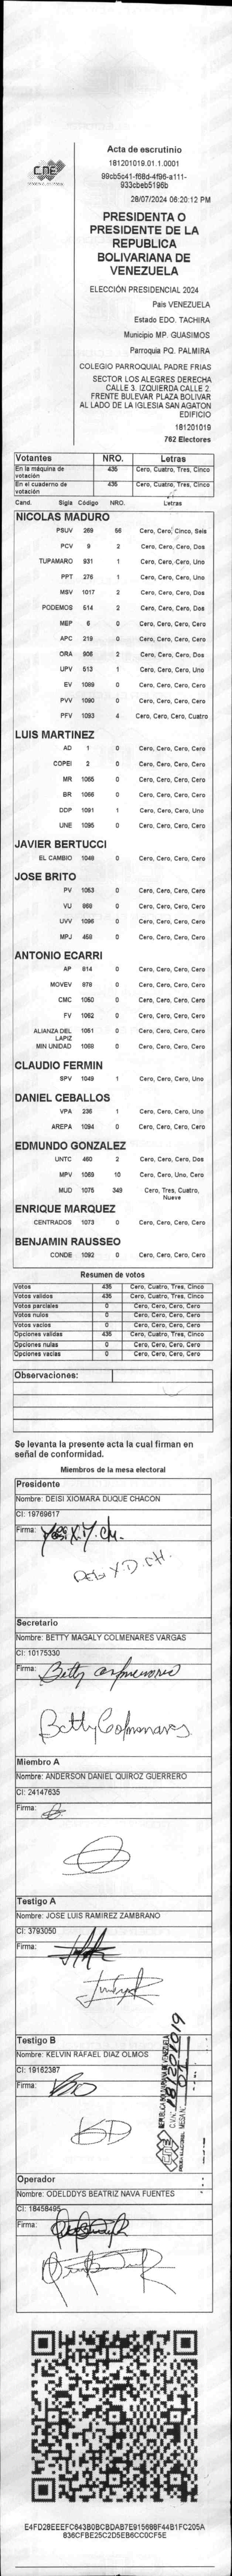 CNE
Acta de escrutinio
181201019.01.1.0001
99cb5c41-f68d-4f96-a111-
933cbeb5196b
28/07/2024 06:20:12 PM
PRESIDENTA O
PRESIDENTE DE LA
REPUBLICA
BOLIVARIANA DE
VENEZUELA
ELECCIÓN PRESIDENCIAL 2024
Pais VENEZUELA
Estado EDO. TACHIRA
Municipio MP. GUASIMOS
Parroquia PQ. PALMIRA
COLEGIO PARROQUIAL PADRE FRIAS
SECTOR LOS ALEGRES DERECHA
CALLE 3. IZQUIERDA CALLE 2.
FRENTE BULEVAR PLAZA BOLIVAR
AL LADO DE LA IGLESIA SAN AGATON
EDIFICIO
181201019
762 Electores
Votantes NRO. Letras
En la máquina de votación 435 Cero, Cuatro, Tres, Cinco
En el cuaderno de votación 435 Cero, Cuatro, Tres, Cinco
Cand. Sigla Código NRO. Letras
NICOLAS MADURO
PSUV 269 56 Cero, Cero, Cinco, Seis
PCV 9 2 Cero, Cero, Cero, Dos
TUPAMARO 931 1 Cero, Cero, Cero, Uno
PPT 276 1 Cero, Cero, Cero, Uno
MSV 1017 2 Cero, Cero, Cero, Dos
PODEMOS 514 2 Cero, Cero, Cero, Dos
MEP 6 0 Cero, Cero, Cero, Cero
APC 219 0 Cero, Cero, Cero, Cero
ORA 906 2 Cero, Cero, Cero, Dos
UPV 513 1 Cero, Cero, Cero, Uno
EV 1089 0 Cero, Cero, Cero, Cero
PVV 1090 0 Cero, Cero, Cero, Cero
PFV 1093 4 Cero, Cero, Cero, Cuatro
LUIS MARTINEZ
AD 1 0 Cero, Cero, Cero, Cero
COPEI 2 0 Cero, Cero, Cero, Cero
MR 1065 0 Cero, Cero, Cero, Cero
BR 1066 0 Cero, Cero, Cero, Cero
DDP 1091 1 Cero, Cero, Cero, Uno
UNE 1095 0 Cero, Cero, Cero, Cero
JAVIER BERTUCCI
EL CAMBIO 1048 0 Cero, Cero, Cero, Cero
JOSE BRITO
PV 1053 0 Cero, Cero, Cero, Cero
VU 868 0 Cero, Cero, Cero, Cero
UVV 1096 0 Cero, Cero, Cero, Cero
MPJ 458 0 Cero, Cero, Cero, Cero
ANTONIO ECARRI
AP 814 0 Cero, Cero, Cero, Cero
MOVEV 678 0 Cero, Cero, Cero, Cero
CMC 1050 0 Cero, Cero, Cero, Cero
FV 1062 0 Cero, Cero, Cero, Cero
ALIANZA DEL LAPIZ 1051 0 Cero, Cero, Cero, Cero
MIN UNIDAD 1068 0 Cero, Cero, Cero, Cero
CLAUDIO FERMIN
SPV 1049 1 Cero, Cero, Cero, Uno
DANIEL CEBALLOS
VPA 236 1 Cero, Cero, Cero, Uno
AREPA 1094 0 Cero, Cero, Cero, Cero
EDMUNDO GONZALEZ
UNTC 460 2 Cero, Cero, Cero, Dos
MPV 1069 10 Cero, Cero, Uno, Cero
MUD 1075 349 Cero, Tres, Cuatro,
Nueve
ENRIQUE MARQUEZ
CENTRADOS 1073 0 Cero, Cero, Cero, Cero
BENJAMIN RAUSSEO
CONDE 1092 0 Cero, Cero, Cero, Cero
Resumen de votos
Votos 435 Cero, Cuatro, Tres, Cinco
Votos validos 435 Cero, Cuatro, Tres, Cinco
Votos parciales 0 Cero, Cero, Cero, Cero
Votos nulos 0 Cero, Cero, Cero, Cero
Votos vacios 0 Cero, Cero, Cero, Cero
Opciones validas 435 Cero, Cuatro, Tres, Cinco
Opciones nulas 0 Cero, Cero, Cero, Cero
Opciones vacias 0 Cero, Cero, Cero, Cero
Observaciones:
Se levanta la presente acta la cual firman en
señal de conformidad.
Miembros de la mesa electoral
Presidente
Nombre: DEISI XIOMARA DUQUE CHACON
CI: 19769617
Firma:
Deisi X.D. CH.
Secretario
Nombre: BETTY MAGALY COLMENARES VARGAS
CI: 10175330
Firma: Betty Colmenares
Betty Colmenares
Miembro A
Nombre: ANDERSON DANIEL QUIROZ GUERRERO
CI: 24147635
Firma:
Testigo A
Nombre: JOSE LUIS RAMIREZ ZAMBRANO
CI: 3793050
Firma:
Testigo B
Nombre: KELVIN RAFAEL DIAZ OLMOS
CI: 19162387
Firma:
CNE
REPUBLICA BOLIVARIANA DE VENEZUELA
C.V.N° 181201019
MESA N° 01
Operador
Nombre: ODELDDYS BEATRIZ NAVA FUENTES
CI: 18458495
Firma:
E4FD28EEEFC843B0BCBDAB7E915688F44B1FC205A
836CFBE25C2D5EB6CC0CF5E